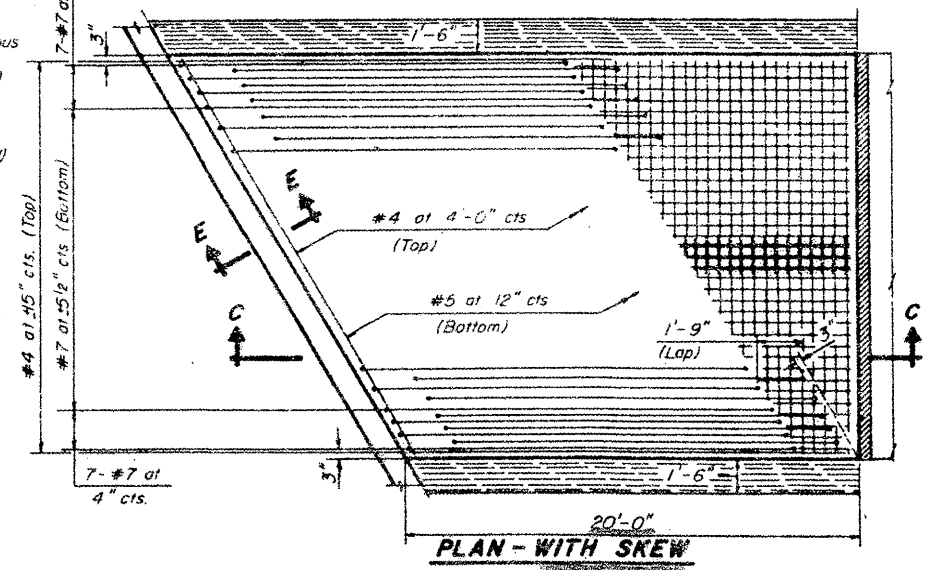 7-#7 at
3"
1'-6"
#4 at ±15" cts. (Top)
#7 at ±5½" cts (Bottom)
E
E
#4 at 4'-0" cts
(Top)
#5 at 12" cts
(Bottom)
C
C
1'-9"
(Lap)
3"
7-#7 at
4" cts.
3"
1'-6"
20'-0"
PLAN - WITH SKEW